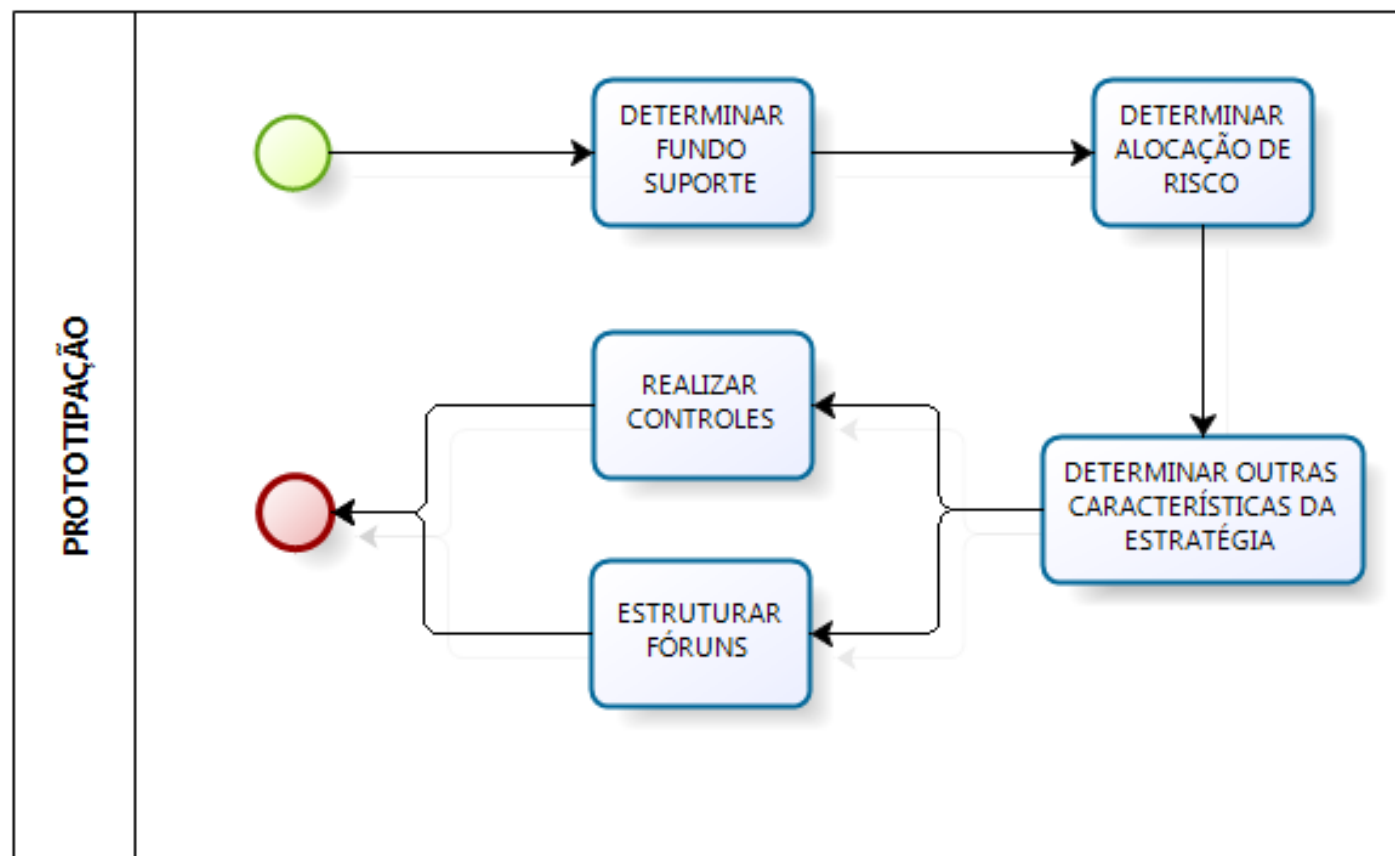 PROTOTIPAÇÃO
DETERMINAR
FUNDO
SUPORTE
DETERMINAR
ALOCAÇÃO DE
RISCO
REALIZAR
CONTROLES
DETERMINAR OUTRAS
CARACTERÍSTICAS DA
ESTRATÉGIA
ESTRUTURAR
FÓRUNS